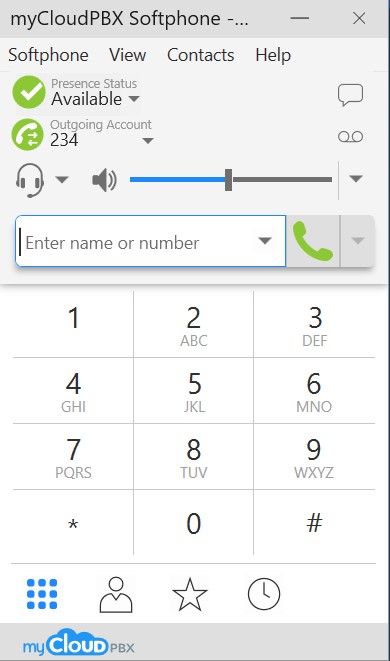 myCloudPBX Softphone -...
Softphone View Contacts Help
Presence Status
Available
Outgoing Account
234
Enter name or number
1 2 3
ABC DEF
4 5 6
GHI JKL MNO
7 8 9
PQRS TUV WXYZ
* 0 #
myCLOUDPBX